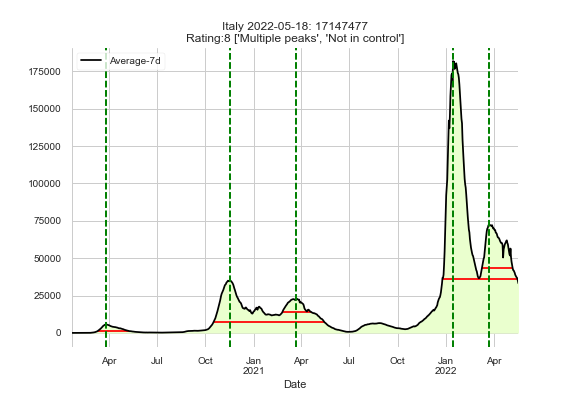 Italy 2022-05-18: 17147477
Rating:8 ['Multiple peaks', 'Not in control']
Average-7d
175000
150000
125000
100000
75000
50000
25000
0
Apr Jul Oct Jan Apr Jul Oct Jan Apr
2021 2022
Date